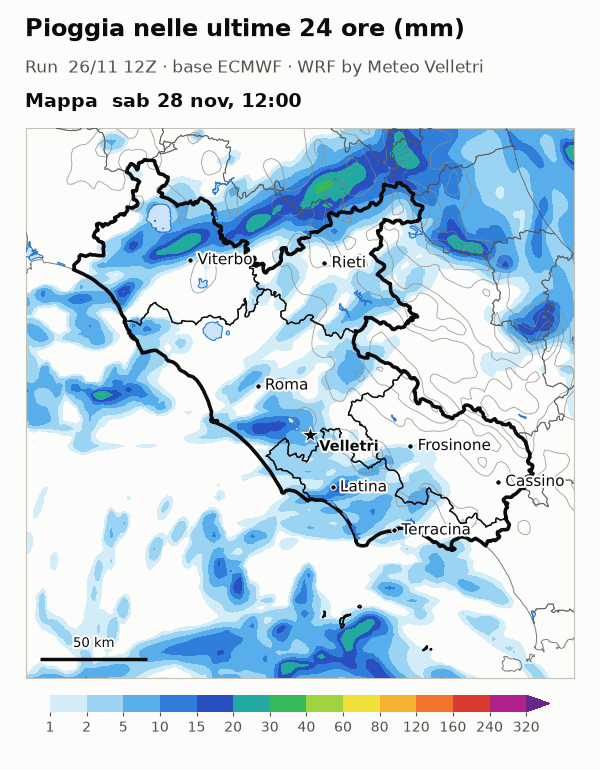 Pioggia nelle ultime 24 ore (mm)
Run  26/11 12Z · base ECMWF · WRF by Meteo Velletri
Mappa  sab 28 nov, 12:00
Viterbo
Rieti
Roma
Velletri
Frosinone
Cassino
Latina
Terracina
50 km
1 2 5 10 15 20 30 40 60 80 120 160 240 320